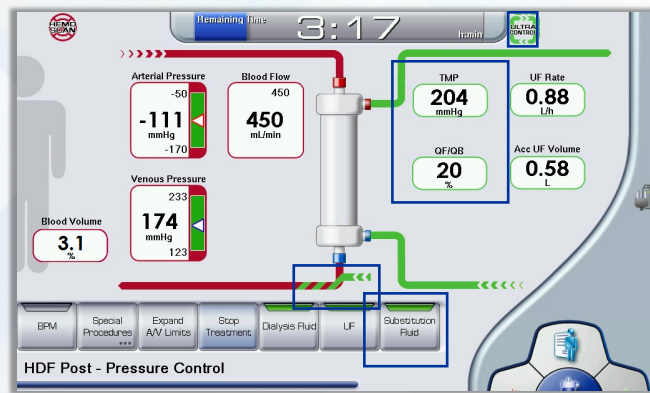 HEMO
SCAN
Remaining Time
3:17
h:min
ULTRA
CONTROL
Arterial Pressure
-50
-111
mmHg
-170
Blood Flow
450
450
mL/min
TMP
204
mmHg
UF Rate
0.88
L/h
QF/QB
20
%
Acc UF Volume
0.58
L
Venous Pressure
233
174
mmHg
123
Blood Volume
3.1
%
BPM
Special
Procedures
Expand
A/V Limits
Stop
Treatment
Dialysis Fluid
UF
Substitution
Fluid
HDF Post - Pressure Control